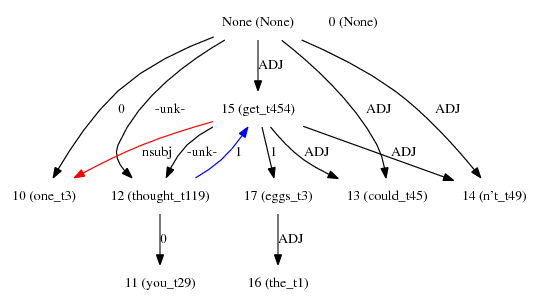 None (None) 0 (None)
ADJ
15 (get_t454)
0 -unk- ADJ ADJ
nsubj -unk- 1 1 ADJ ADJ
10 (one_t3) 12 (thought_t119) 17 (eggs_t3) 13 (could_t45) 14 (n't_t49)
0 ADJ
11 (you_t29) 16 (the_t1)